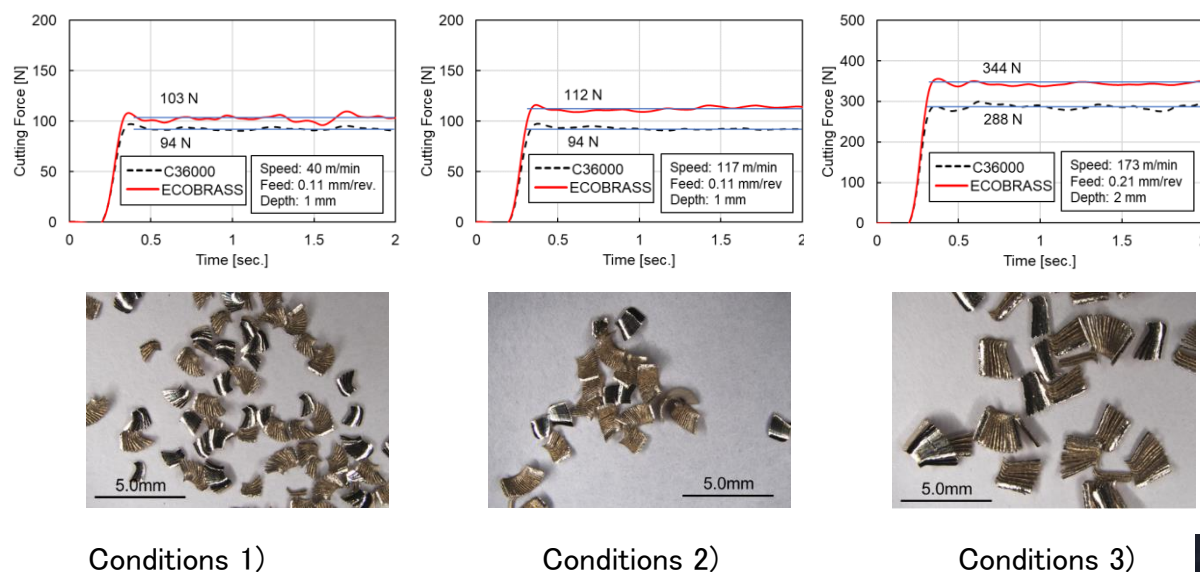 200
150
100
50
0
Cutting Force [N]
103 N
94 N
C36000
ECOBRASS
Speed: 40 m/min
Feed: 0.11 mm/rev.
Depth: 1 mm
0 0.5 1 1.5 2
Time [sec.]
200
150
100
50
0
Cutting Force [N]
112 N
94 N
C36000
ECOBRASS
Speed: 117 m/min
Feed: 0.11 mm/rev
Depth: 1 mm
0 0.5 1 1.5 2
Time [sec.]
500
400
300
200
100
0
Cutting Force [N]
344 N
288 N
C36000
ECOBRASS
Speed: 173 m/min
Feed: 0.21 mm/rev
Depth: 2 mm
0 0.5 1 1.5
Time [sec.]
5.0mm
5.0mm
5.0mm
Conditions 1)
Conditions 2)
Conditions 3)